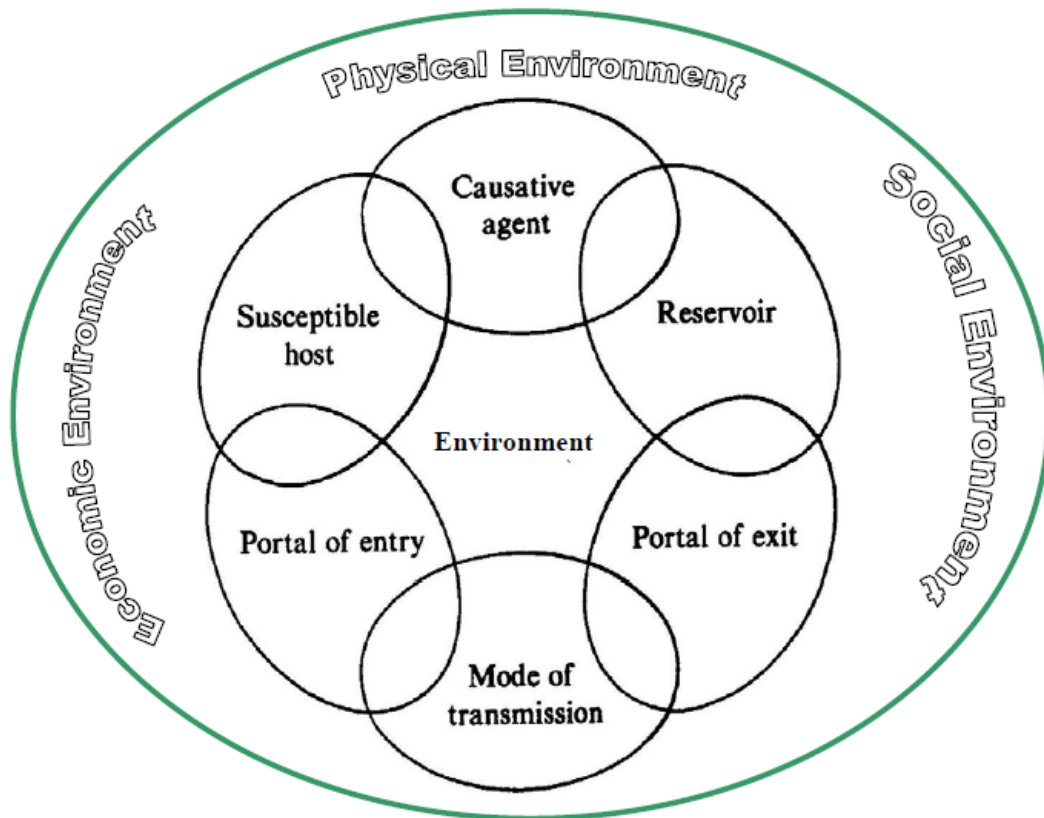 Physical Environment
Social Environment
Economic Environment
Causative
agent
Susceptible
host
Reservoir
Environment
Portal of entry
Portal of exit
Mode of
transmission